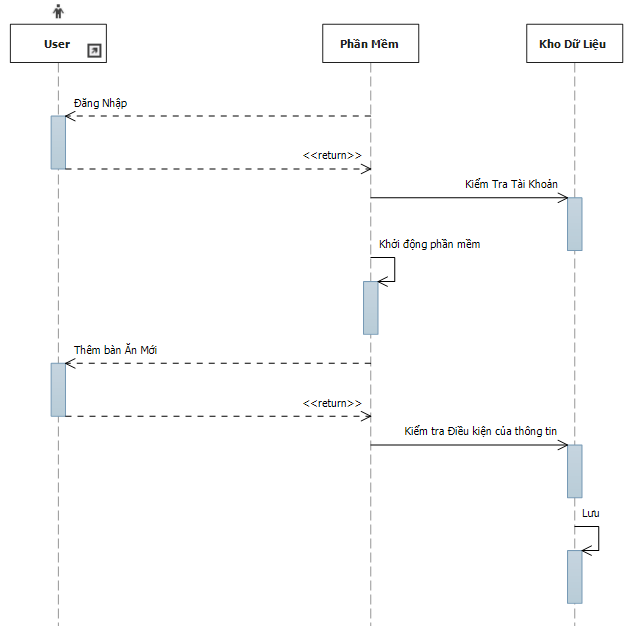 User
Phần Mềm
Kho Dữ Liệu
Đăng Nhập
<<return>>
Kiểm Tra Tài Khoản
Khởi động phần mềm
Thêm bàn Ăn Mới
<<return>>
Kiểm tra Điều kiện của thông tin
Lưu